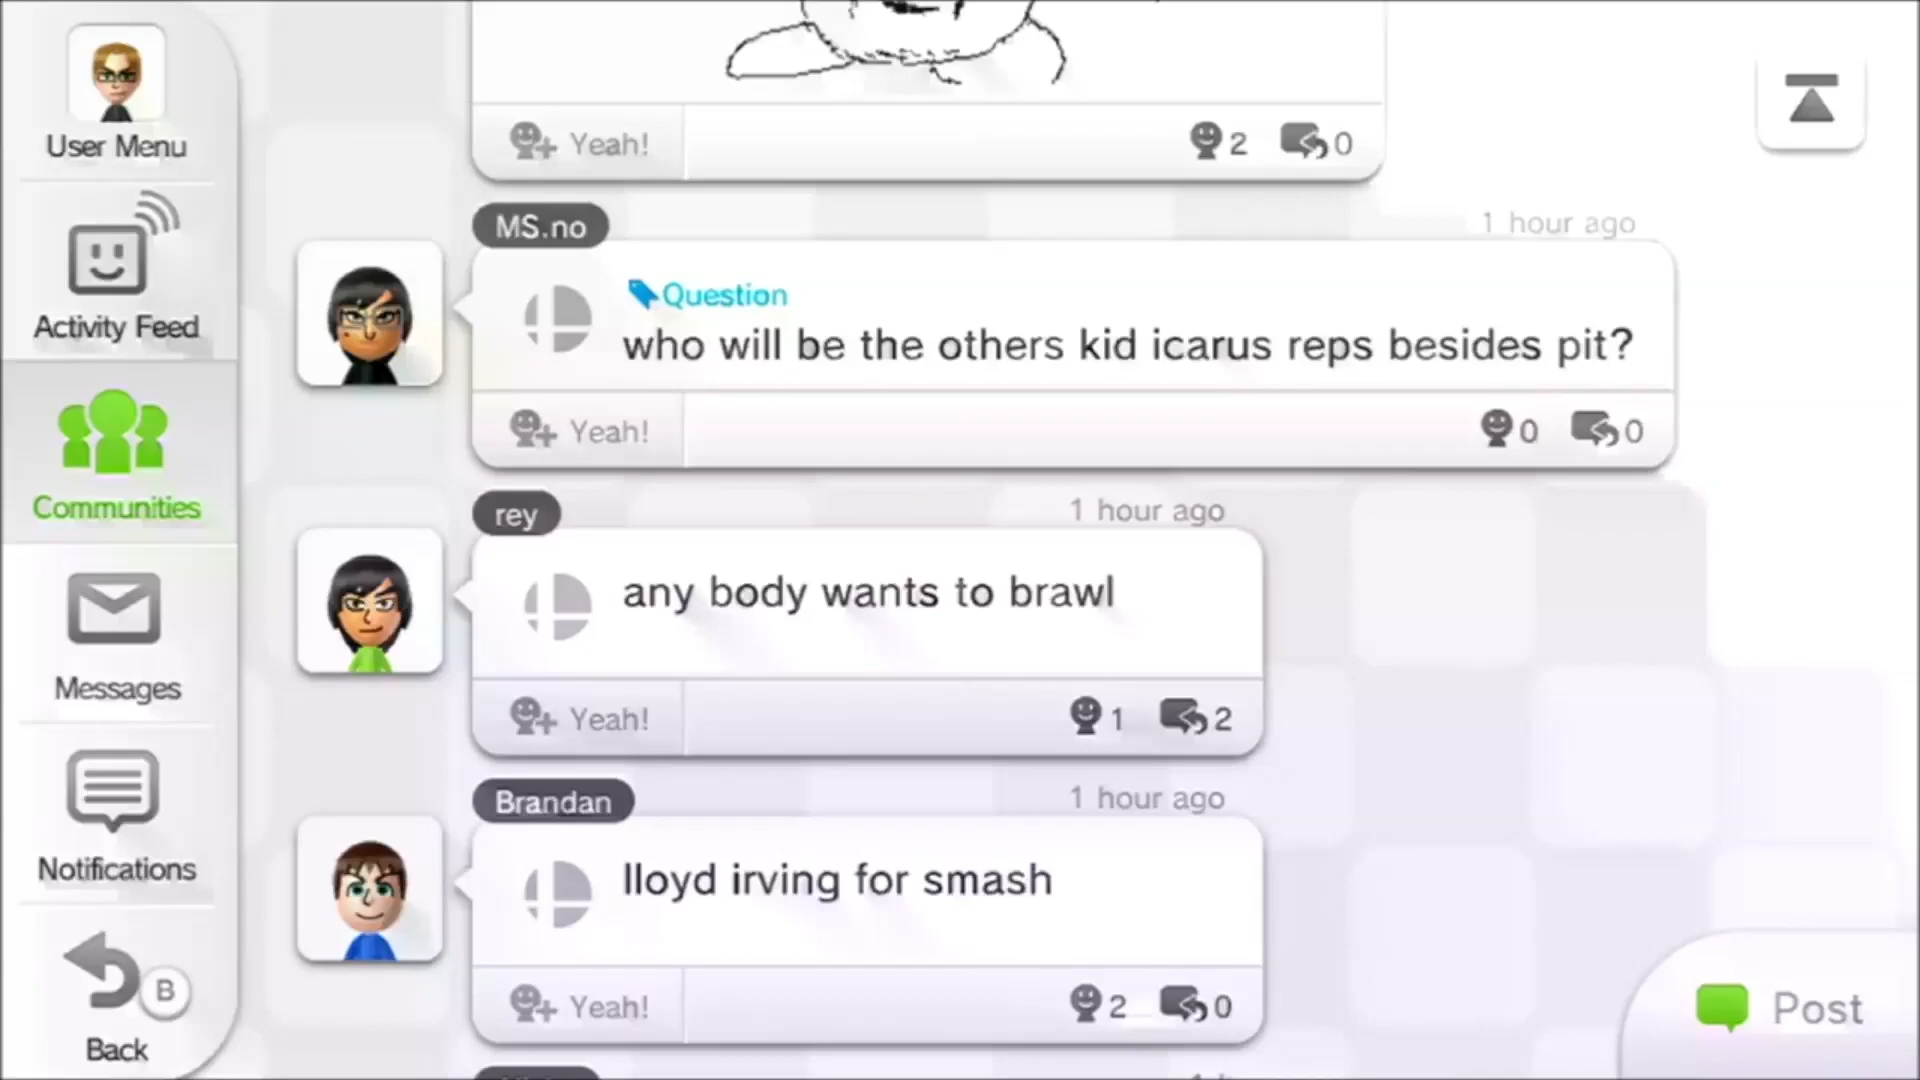 User Menu
Activity Feed
Communities
Messages
Notifications
B
Back
Yeah!
2
0
MS.no
1 hour ago
Question
who will be the others kid icarus reps besides pit?
Yeah!
0
0
rey
1 hour ago
any body wants to brawl
Yeah!
1
2
Brandan
1 hour ago
lloyd irving for smash
Yeah!
2
0
Post